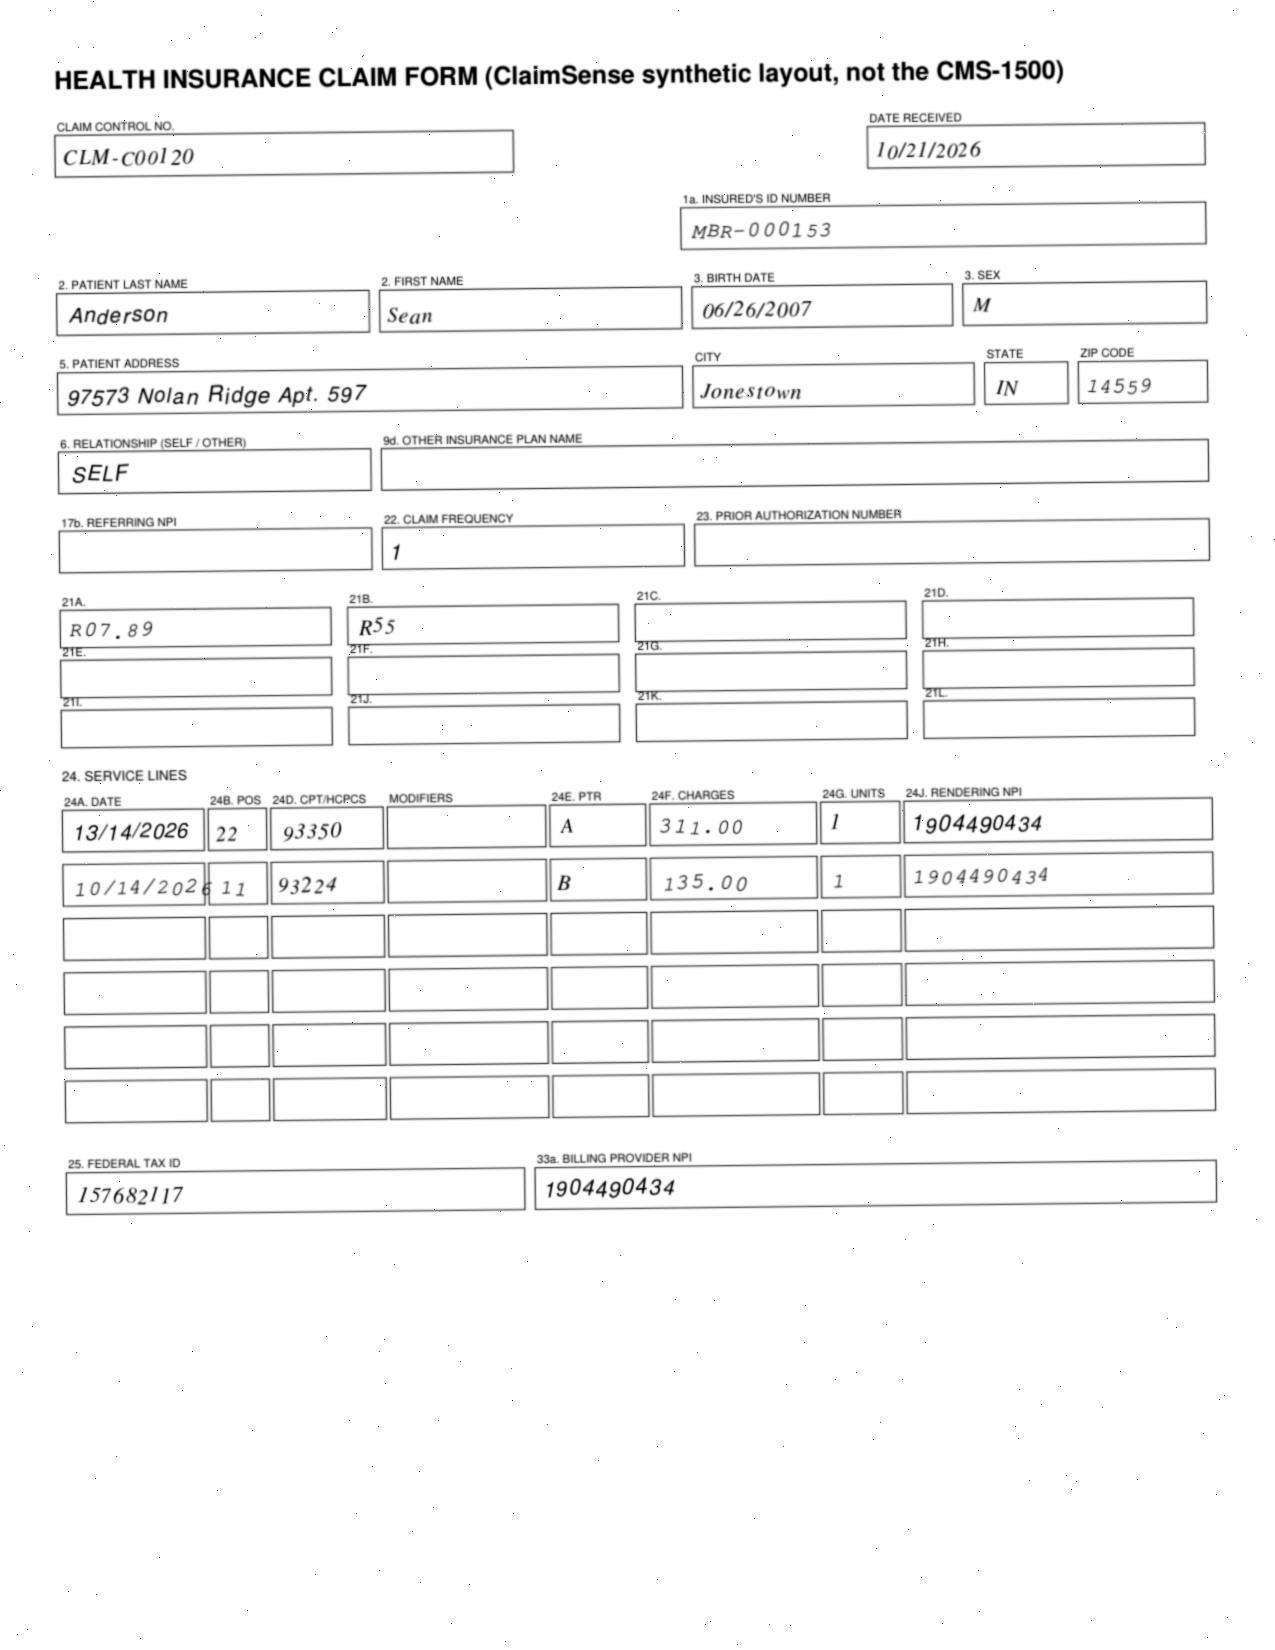 HEALTH INSURANCE CLAIM FORM (ClaimSense synthetic layout, not the CMS-1500)
CLAIM CONTROL NO. DATE RECEIVED
CLM-C00120 10/21/2026
1a. INSURED'S ID NUMBER
MBR-000153
2. PATIENT LAST NAME 2. FIRST NAME 3. BIRTH DATE 3. SEX
Anderson Sean 06/26/2007 M
5. PATIENT ADDRESS CITY STATE ZIP CODE
97573 Nolan Ridge Apt. 597 Jonestown IN 14559
6. RELATIONSHIP (SELF / OTHER) 9d. OTHER INSURANCE PLAN NAME
SELF
17b. REFERRING NPI 22. CLAIM FREQUENCY 23. PRIOR AUTHORIZATION NUMBER
1
21A. 21B. 21C. 21D.
R07.89 R55
21E. 21F. 21G. 21H.
21I. 21J. 21K. 21L.
24. SERVICE LINES
24A. DATE 24B. POS 24D. CPT/HCPCS MODIFIERS 24E. PTR 24F. CHARGES 24G. UNITS 24J. RENDERING NPI
13/14/2026 22 93350 A 311.00 1 1904490434
10/14/2026 11 93224 B 135.00 1 1904490434
25. FEDERAL TAX ID 33a. BILLING PROVIDER NPI
157682117 1904490434